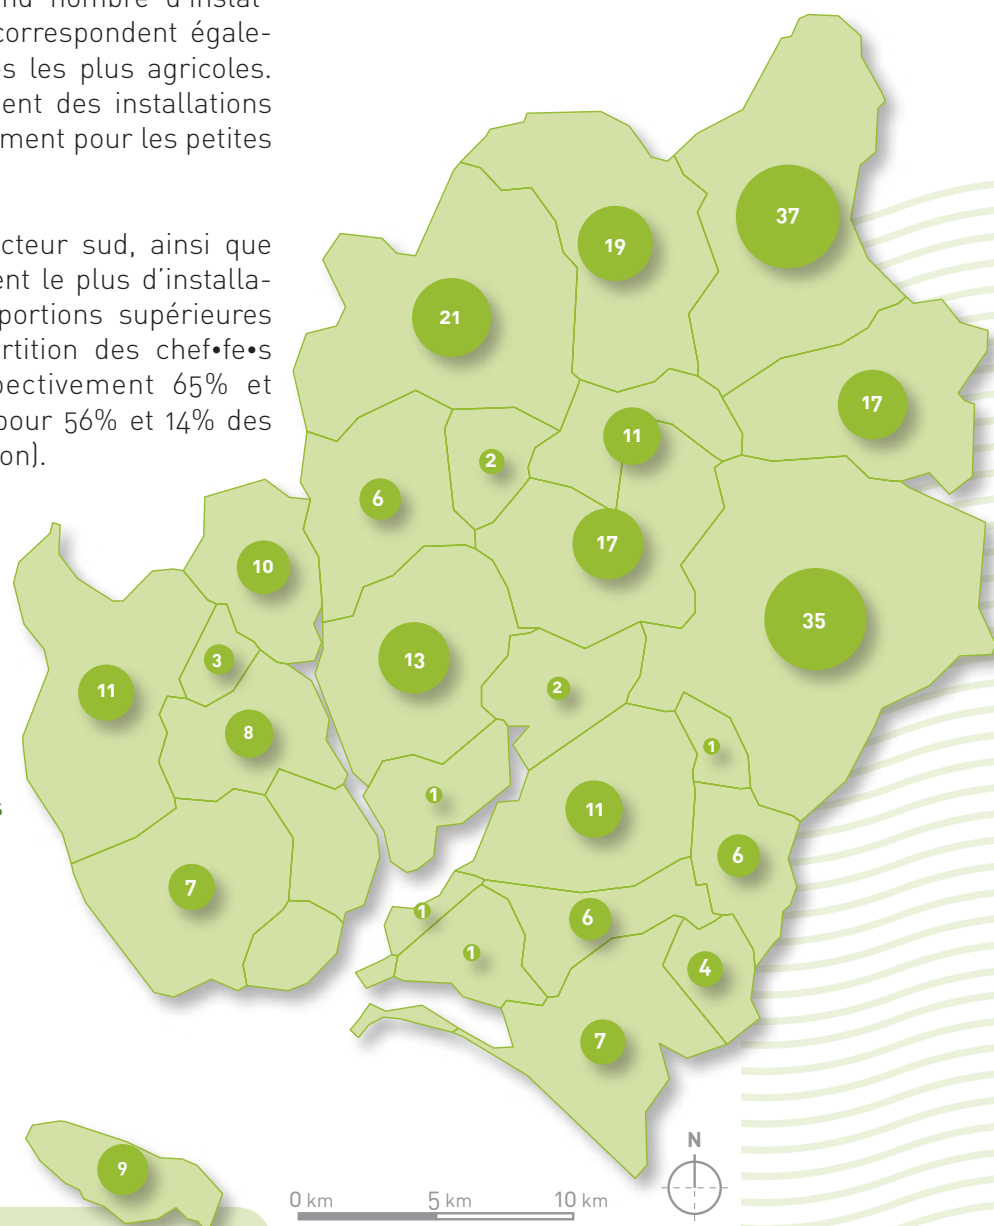 nd nombre d'instal-
correspondent égale-
s les plus agricoles.
ent des installations
ment pour les petites
cteur sud, ainsi que
ent le plus d'installa-
portions supérieures
artition des chef•fe•s
pectivement 65% et
pour 56% et 14% des
on).
37
19
21
17
11
2
6
17
10
35
3
13
11
2
8
1
1
11
6
7
1
6
1
4
7
9
N
0 km 5 km 10 km